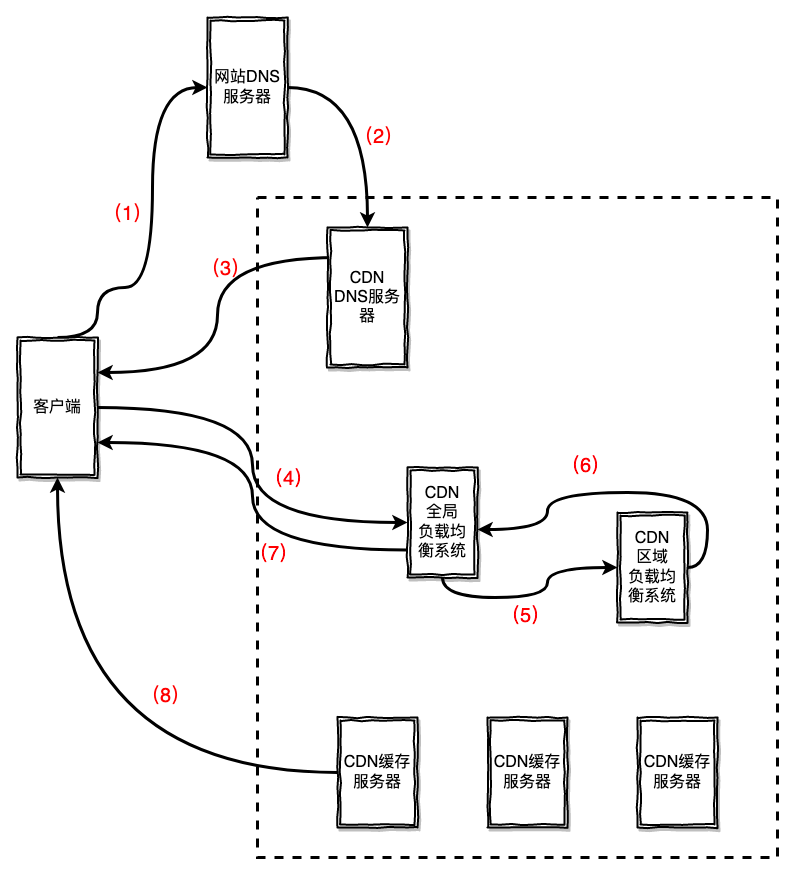 网站DNS
服务器
(2)
(1)
(3)
CDN
DNS服务
器
客户端
(4)
(6)
CDN
全局
负载均
衡系统
CDN
区域
负载均
衡系统
(7)
(5)
(8)
CDN缓存
服务器
CDN缓存
服务器
CDN缓存
服务器